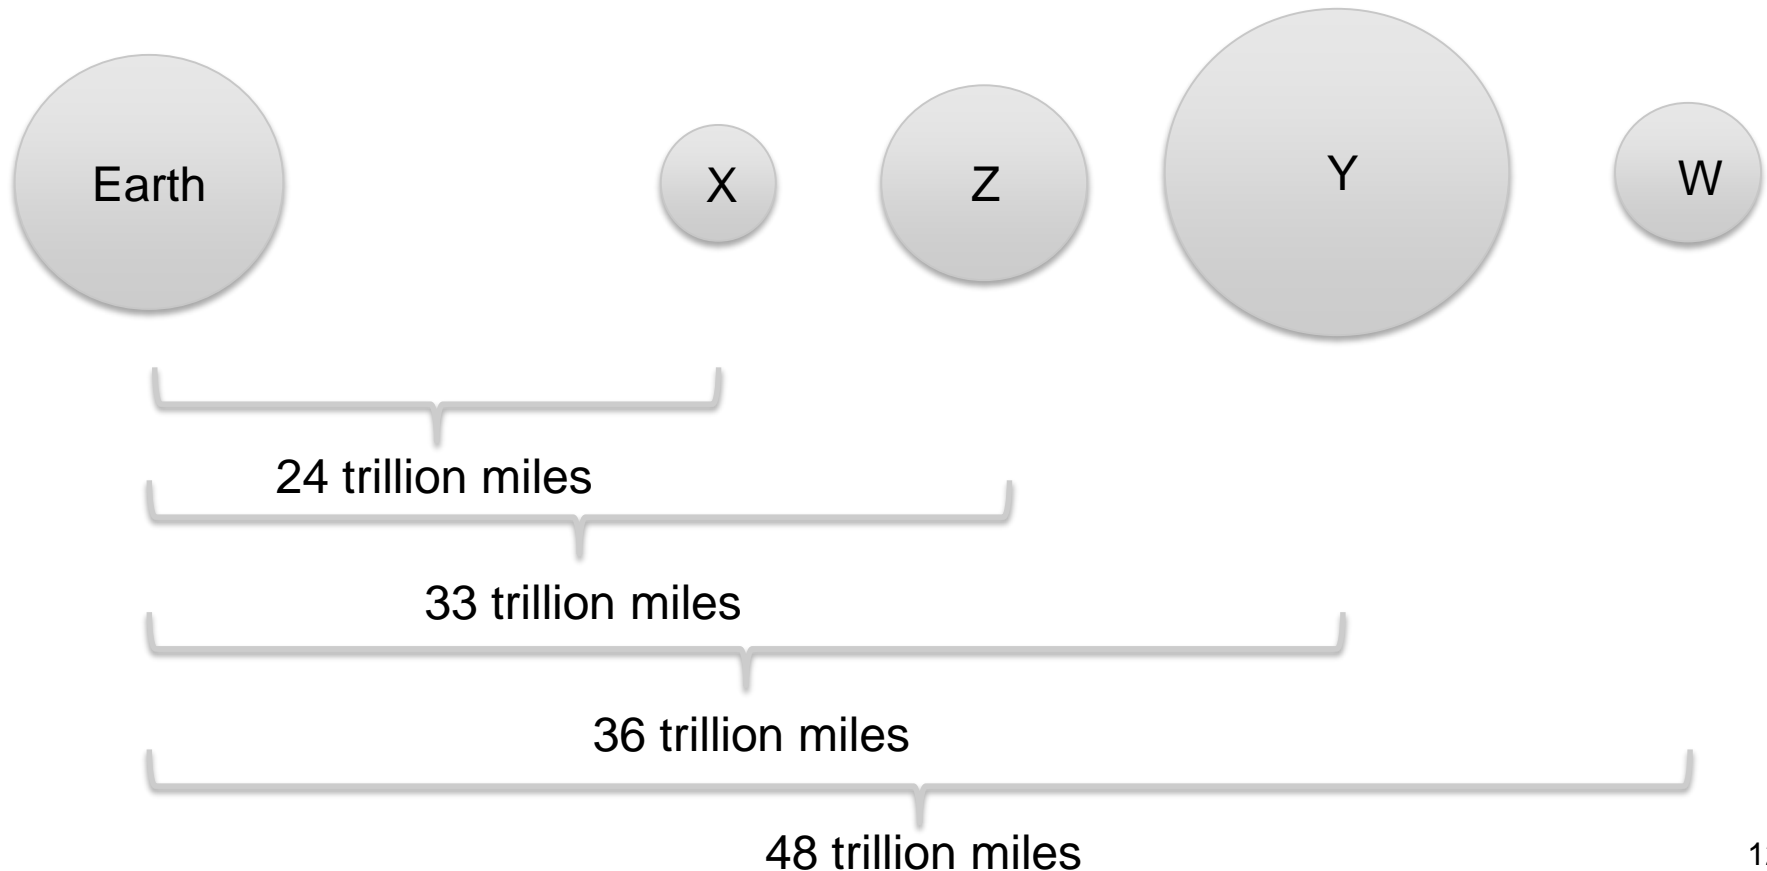 Earth
X
Z
Y
W
24 trillion miles
33 trillion miles
36 trillion miles
48 trillion miles